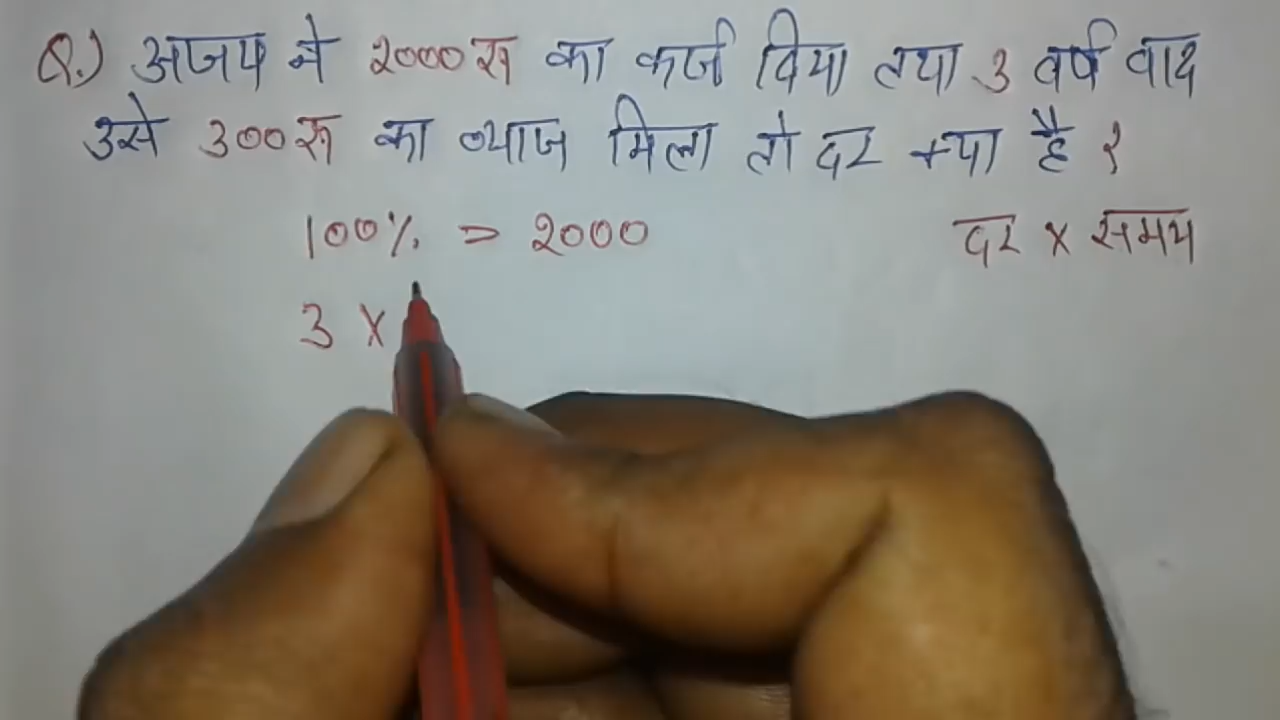 Q.) अजय ने 2000रु का कर्ज दिया तथा 3 वर्ष बाद
उसे 300रु का ब्याज मिला तो दर क्या है ?
100% = 2000 दर x समय
3 x